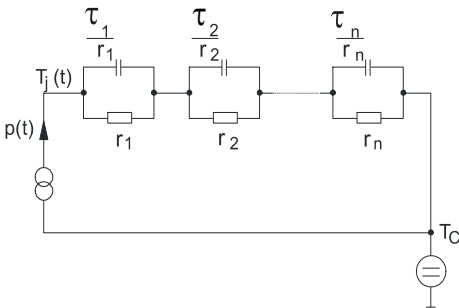 τ1 τ2 τn
r1 r2 rn
Tj(t)
p(t)
r1 r2 rn
TC